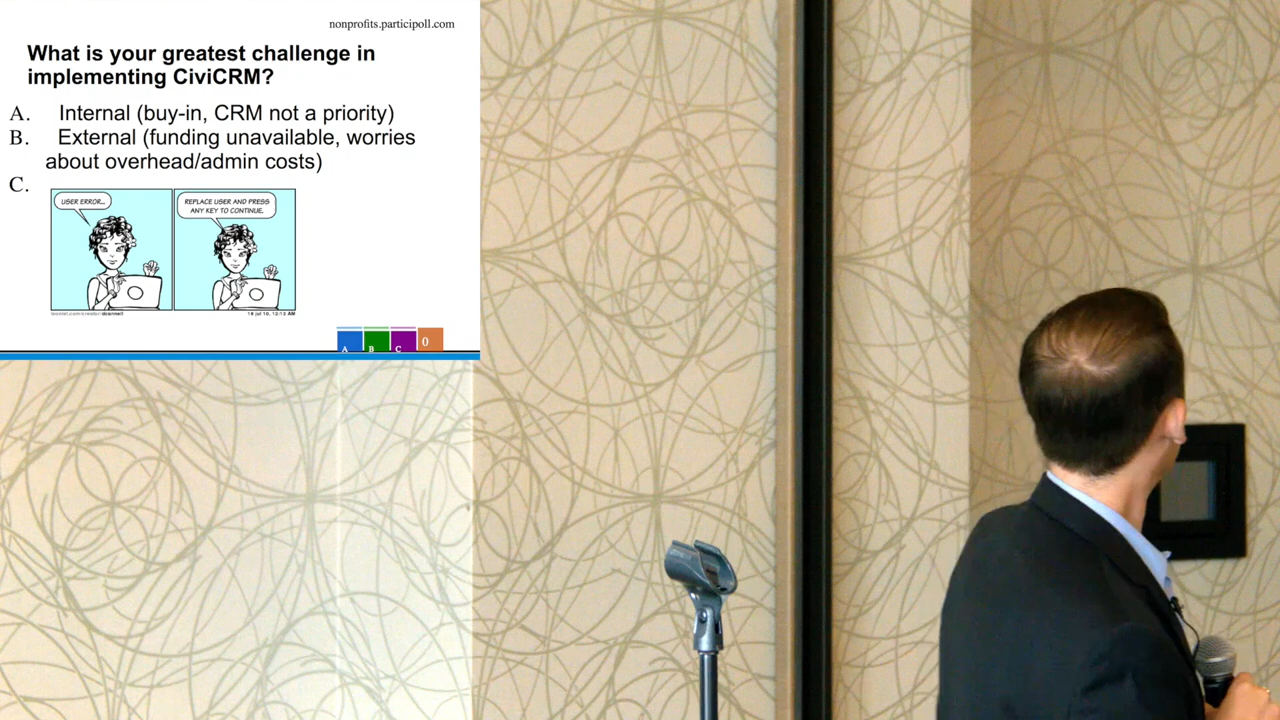 nonprofits.participoll.com
What is your greatest challenge in
implementing CiviCRM?
A. Internal (buy-in, CRM not a priority)
B. External (funding unavailable, worries
about overhead/admin costs)
C.
USER ERROR...
REPLACE USER AND PRESS
ANY KEY TO CONTINUE.
A B C 0